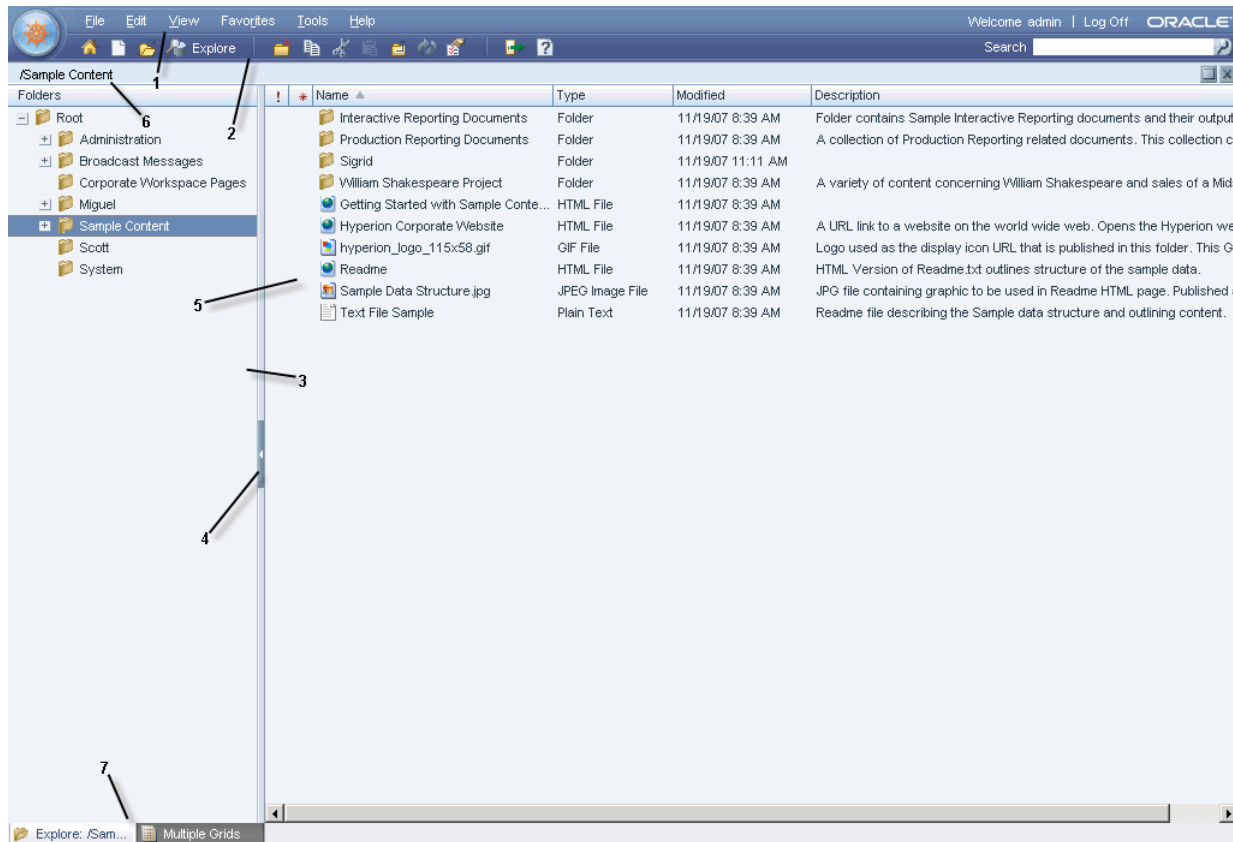 File Edit View Favorites Tools Help Welcome admin | Log Off ORACLE
Explore Search
1
2
/Sample Content
6
Folders ! * Name Type Modified Description
Root
Administration
Broadcast Messages
Corporate Workspace Pages
Miguel
Sample Content
Scott
System
Interactive Reporting Documents Folder 11/19/07 8:39 AM Folder contains Sample Interactive Reporting documents and their output
Production Reporting Documents Folder 11/19/07 8:39 AM A collection of Production Reporting related documents. This collection c
Sigrid Folder 11/19/07 11:11 AM
William Shakespeare Project Folder 11/19/07 8:39 AM A variety of content concerning William Shakespeare and sales of a Mid
Getting Started with Sample Conte... HTML File 11/19/07 8:39 AM
Hyperion Corporate Website HTML File 11/19/07 8:39 AM A URL link to a website on the world wide web. Opens the Hyperion we
hyperion_logo_115x58.gif GIF File 11/19/07 8:39 AM Logo used as the display icon URL that is published in this folder. This G
Readme HTML File 11/19/07 8:39 AM HTML Version of Readme.txt outlines structure of the sample data.
Sample Data Structure.jpg JPEG Image File 11/19/07 8:39 AM JPG file containing graphic to be used in Readme HTML page. Published
Text File Sample Plain Text 11/19/07 8:39 AM Readme file describing the Sample data structure and outlining content.
5
3
4
7
Explore: /Sam... Multiple Grids